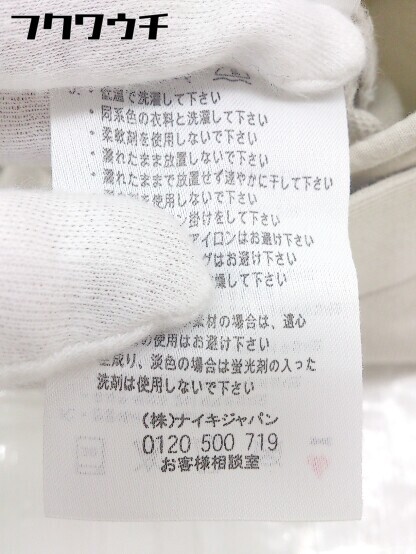 フクワウチ
・低温で洗濯して下さい
・同系色の衣料と洗濯して下さい
・柔軟剤を使用しないで下さい
・濡れたまま放置しないで下さい
・濡れたままで放置せず速やかに干して下さい
を使用しないで下さい
ン掛けをして下さい
アイロンはお避け下さい
グはお避け下さい
燥して下さい
素材の場合は、遠心
の使用はお避け下さい
生成り、淡色の場合は蛍光剤の入った
洗剤は使用しないで下さい
(株)ナイキジャパン
0120 500 719
お客様相談室